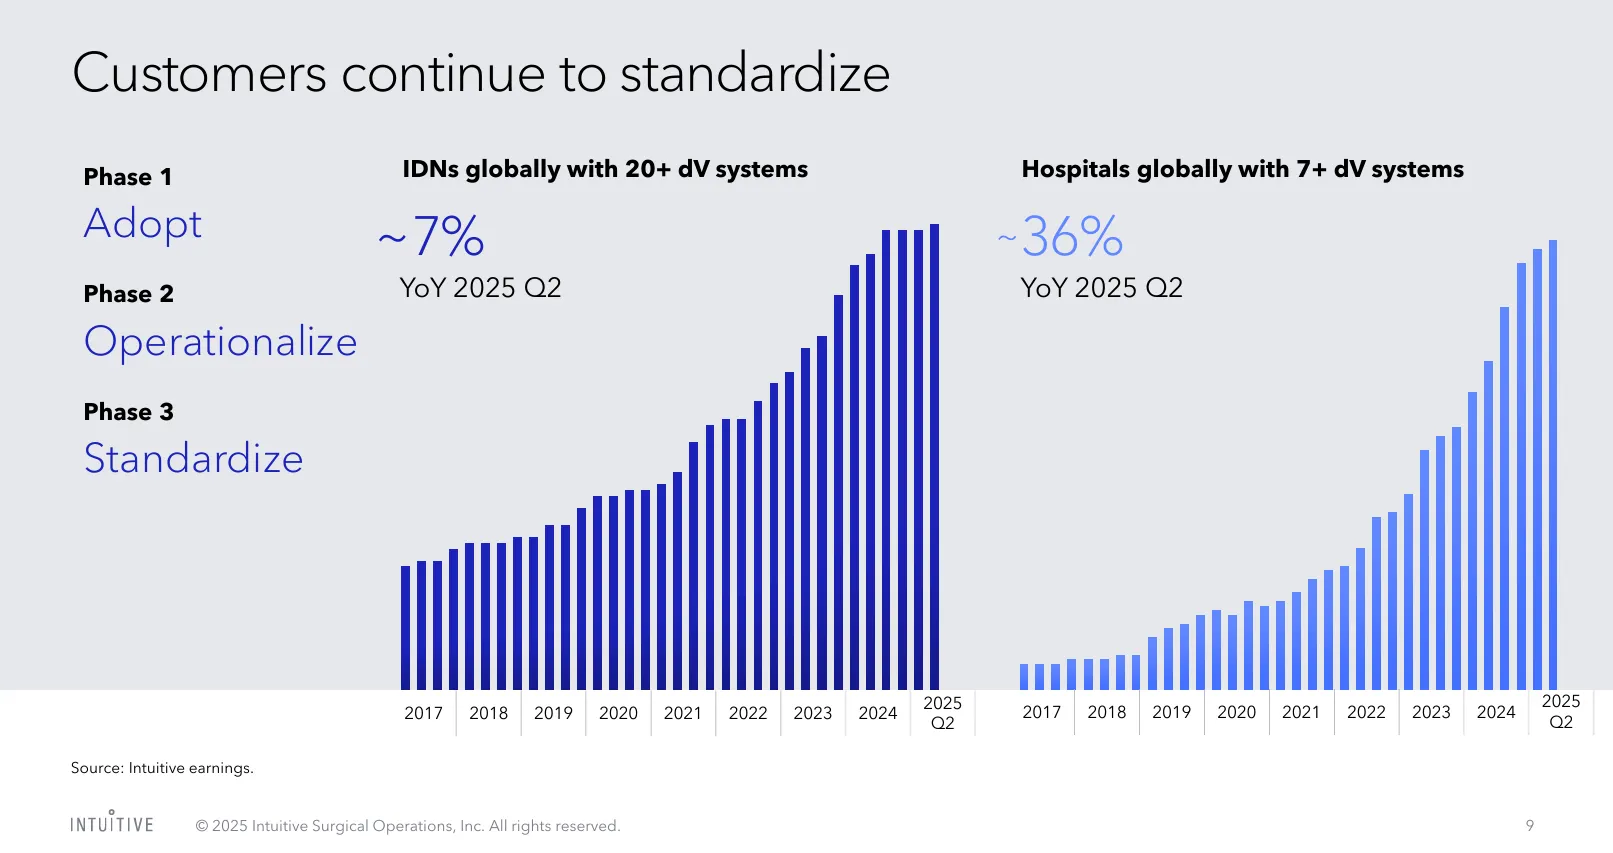 Customers continue to standardize
Phase 1
Adopt
Phase 2
Operationalize
Phase 3
Standardize
IDNs globally with 20+ dV systems
~7%
YoY 2025 Q2
2017 2018 2019 2020 2021 2022 2023 2024 2025 Q2
Hospitals globally with 7+ dV systems
~36%
YoY 2025 Q2
2017 2018 2019 2020 2021 2022 2023 2024 2025 Q2
Source: Intuitive earnings.
INTUITIVE
© 2025 Intuitive Surgical Operations, Inc. All rights reserved.
9